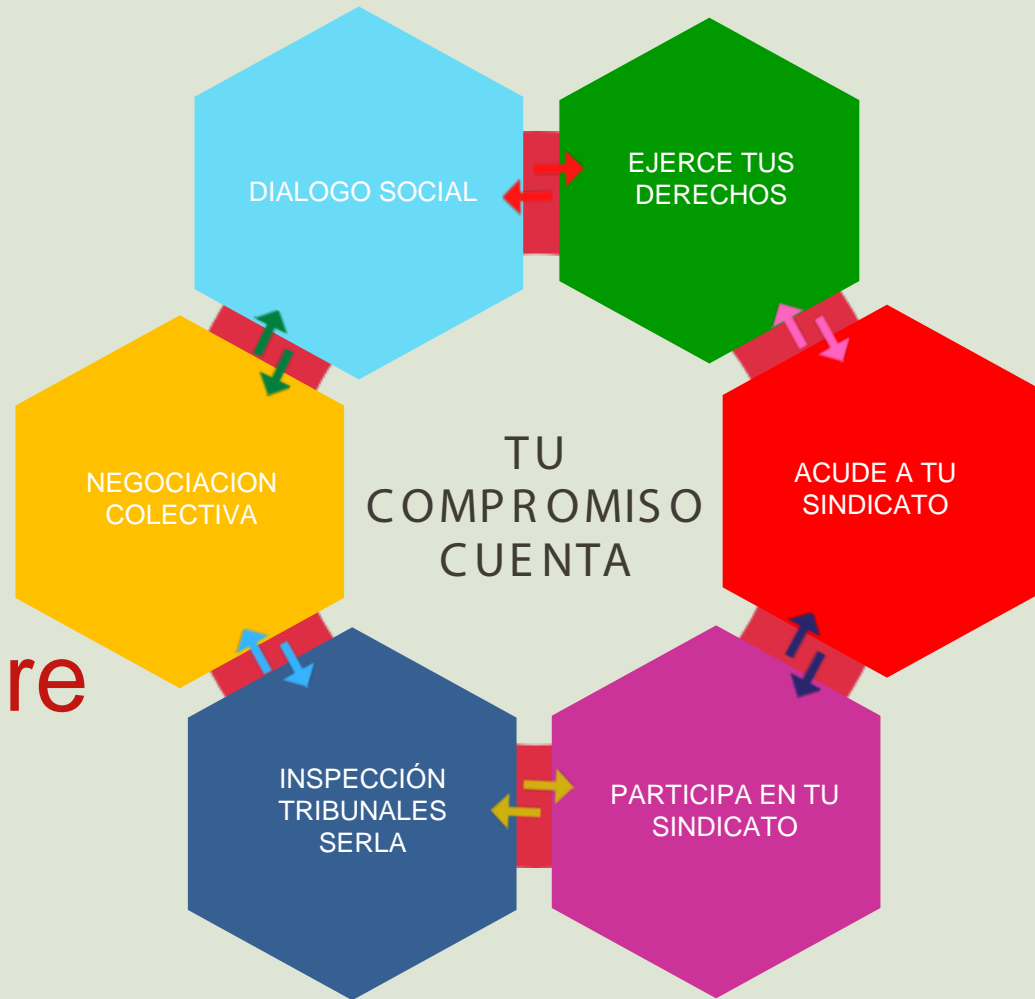 DIALOGO SOCIAL
EJERCE TUS
DERECHOS
NEGOCIACION
COLECTIVA
TU
COMPROMISO
CUENTA
ACUDE A TU
SINDICATO
re
INSPECCIÓN
TRIBUNALES
SERLA
PARTICIPA EN TU
SINDICATO